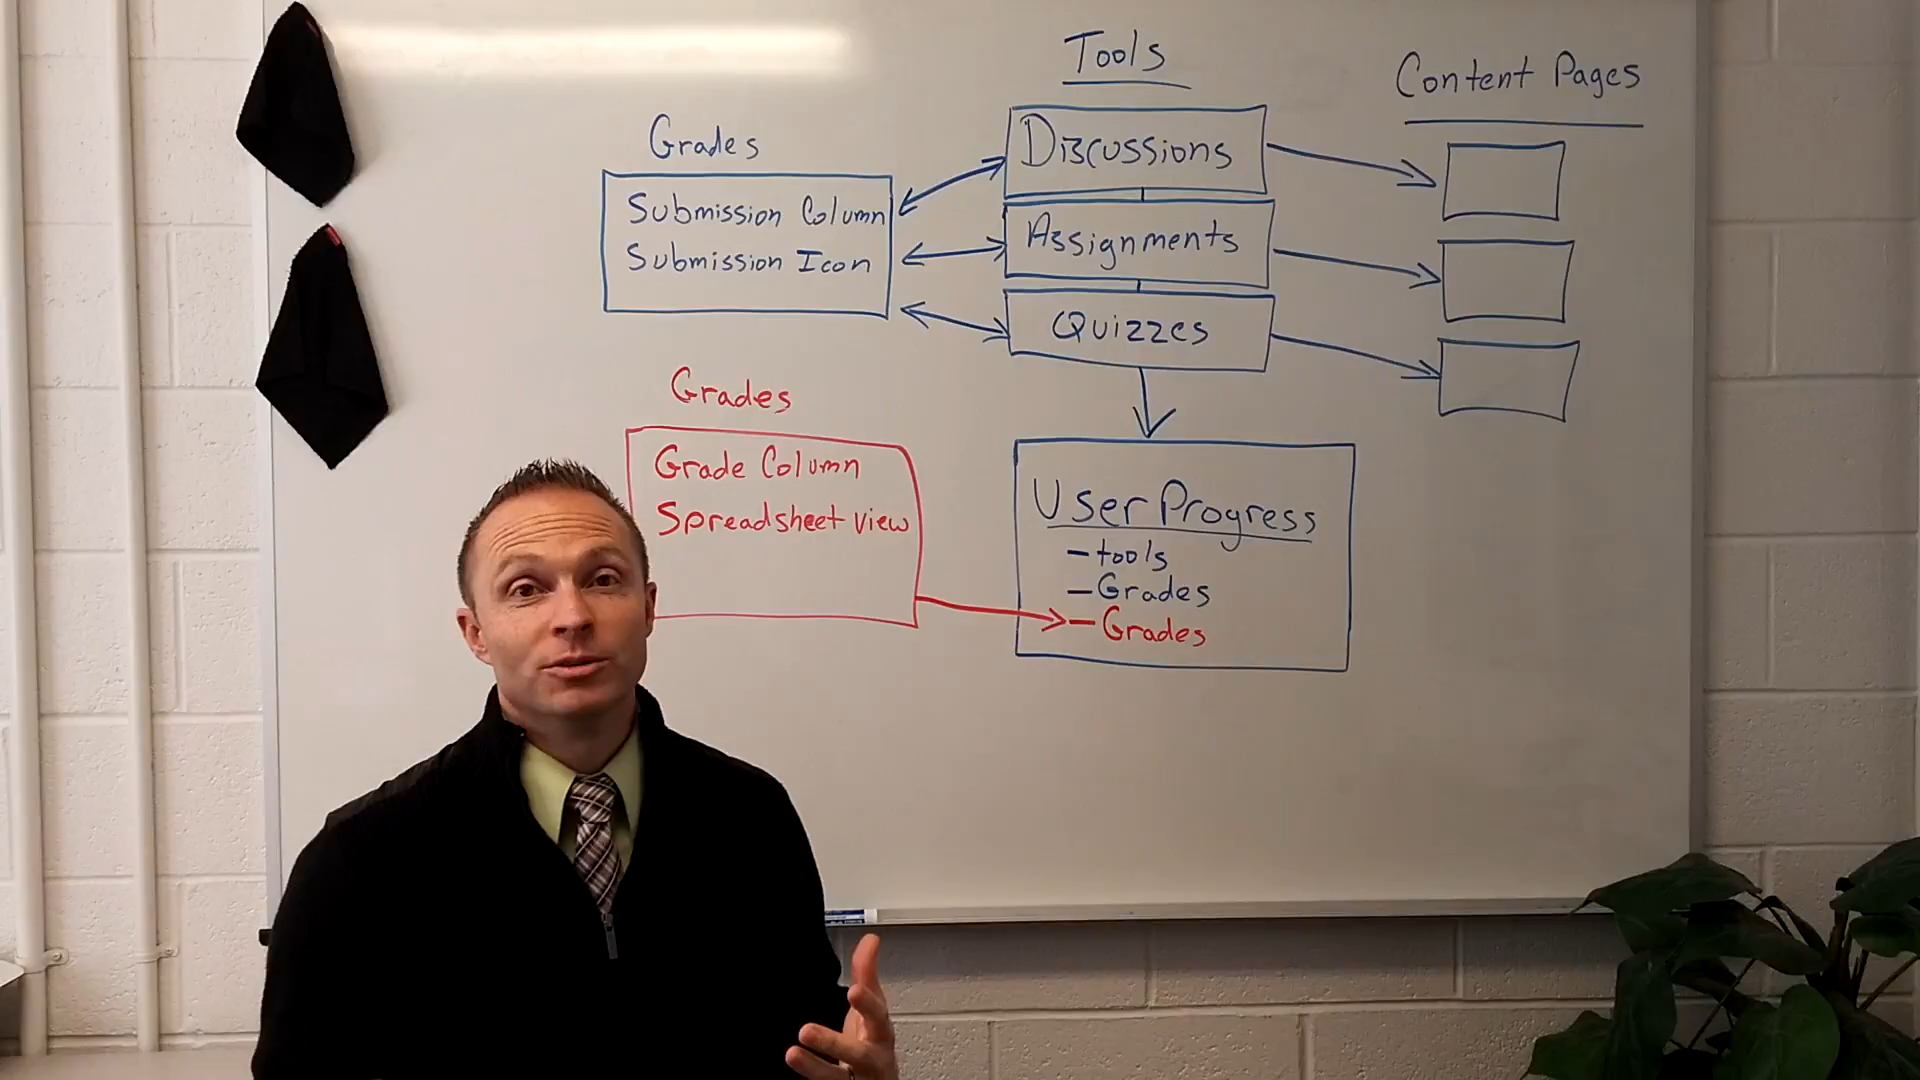 Tools
Content Pages
Grades
Discussions
Submission Column
Submission Icon
Assignments
Quizzes
Grades
Grade Column
Spreadsheet view
User Progress
- tools
- Grades
- Grades